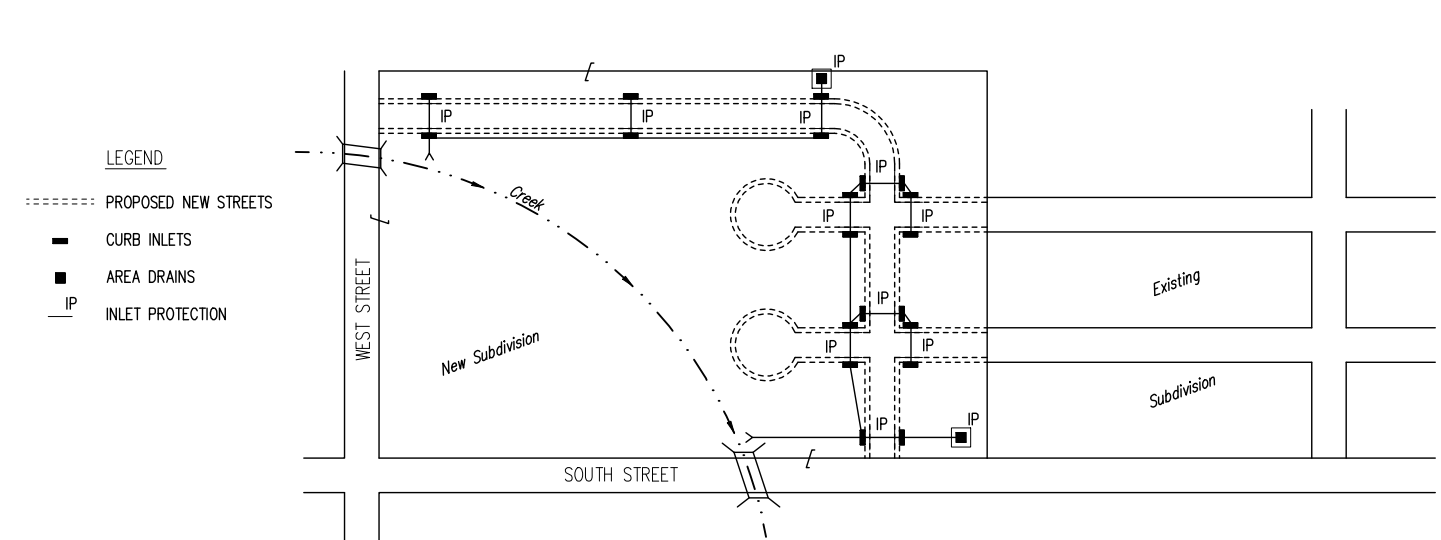 IP
IP
IP
IP
LEGEND
IP
Creek
PROPOSED NEW STREETS
IP
IP
CURB INLETS
AREA DRAINS
Existing
IP
IP
INLET PROTECTION
WEST STREET
New Subdivision
IP
IP
Subdivision
IP
IP
SOUTH STREET